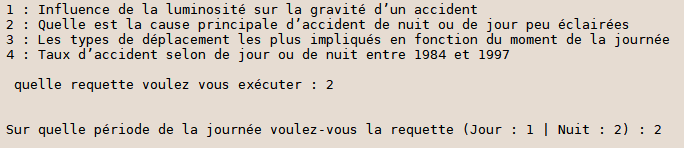 1 : Influence de la luminosité sur la gravité d’un accident
2 : Quelle est la cause principale d’accident de nuit ou de jour peu éclairées
3 : Les types de déplacement les plus impliqués en fonction du moment de la journée
4 : Taux d’accident selon de jour ou de nuit entre 1984 et 1997
quelle requette voulez vous exécuter : 2
Sur quelle période de la journée voulez-vous la requette (Jour : 1 | Nuit : 2) : 2